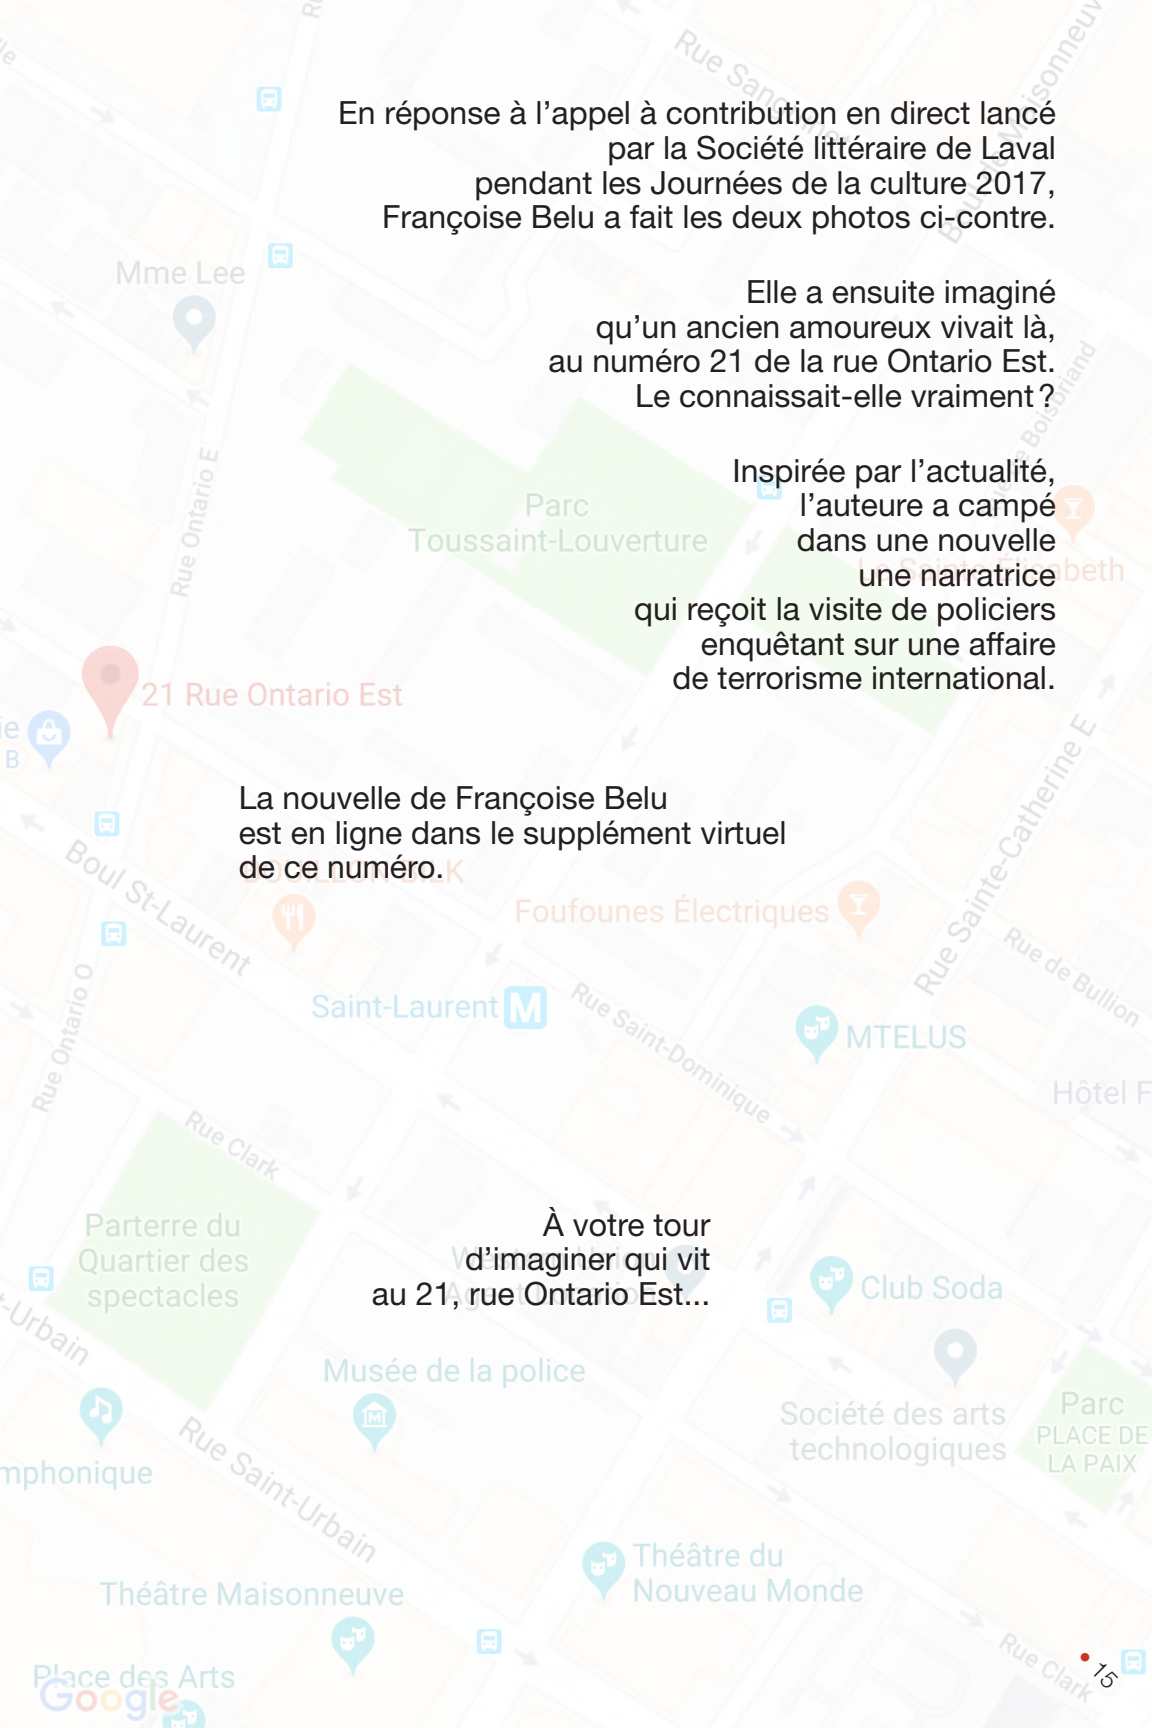 En réponse à l’appel à contribution en direct lancé
par la Société littéraire de Laval
pendant les Journées de la culture 2017,
Françoise Belu a fait les deux photos ci-contre.
Elle a ensuite imaginé
qu’un ancien amoureux vivait là,
au numéro 21 de la rue Ontario Est.
Le connaissait-elle vraiment ?
Inspirée par l’actualité,
l’auteure a campé
dans une nouvelle
une narratrice
qui reçoit la visite de policiers
enquêtant sur une affaire
de terrorisme international.
La nouvelle de Françoise Belu
est en ligne dans le supplément virtuel
de ce numéro.
À votre tour
d’imaginer qui vit
au 21, rue Ontario Est...
Mme Lee
Rue Ontario E
Parc
Toussaint-Louverture
21 Rue Ontario Est
B
Boul St-Laurent
Foufounes Électriques
Rue Sainte-Catherine E
Rue de Bullion
Saint-Laurent M
Rue Saint-Dominique
MTELUS
Rue Ontario O
Hôtel F
Rue Clark
Parterre du
Quartier des
spectacles
Club Soda
t-Urbain
Musée de la police
Société des arts
technologiques
Parc
PLACE DE
LA PAIX
mphonique
Rue Saint-Urbain
Théâtre du
Nouveau Monde
Théâtre Maisonneuve
Rue Clark
Place des Arts
Google
15